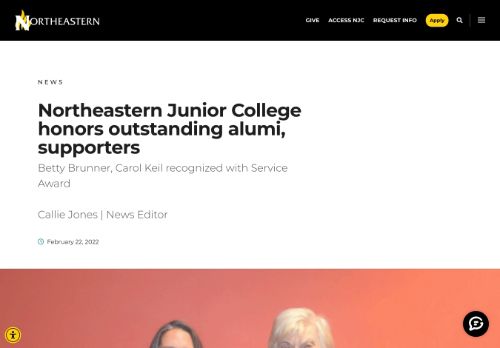 NORTHEASTERN
GIVE ACCESS NJC REQUEST INFO Apply
NEWS
Northeastern Junior College
honors outstanding alumi,
supporters
Betty Brunner, Carol Keil recognized with Service
Award
Callie Jones | News Editor
February 22, 2022